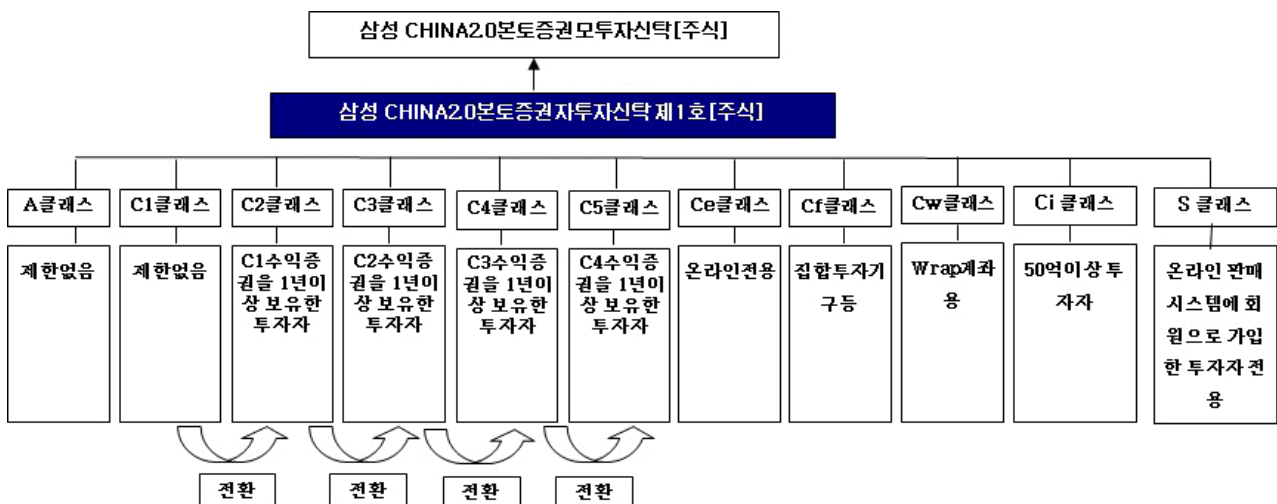 삼성 CHINA2.0본토증권모투자신탁[주식]
삼성 CHINA2.0본토증권자투자신탁 제1호[주식]
A클래스
C1클래스
C2클래스
C3클래스
C4클래스
C5클래스
Ce클래스
Cf클래스
Cw클래스
Ci 클래스
S 클래스
제한없음
제한없음
C1수익증
권을 1년이
상 보유한
투자자
C2수익증
권을 1년이
상 보유한
투자자
C3수익증
권을 1년이
상 보유한
투자자
C4수익증
권을 1년이
상 보유한
투자자
온라인전용
집합투자기
구등
Wrap계좌
용
50억이상 투
자자
온라인 판매
시스템에 회
원으로 가입
한 투자자 전
용
전환
전환
전환
전환